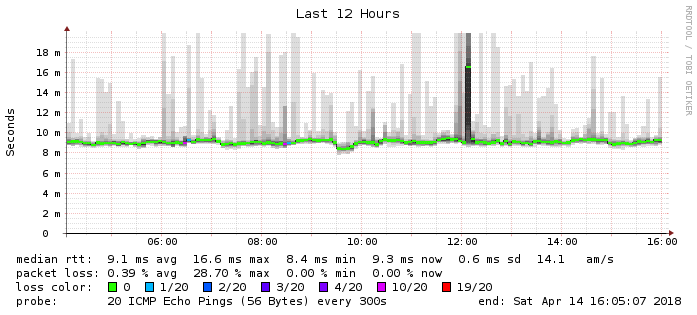 Last 12 Hours
RRDTOOL / TOBI OETIKER
Seconds
18 m
16 m
14 m
12 m
10 m
8 m
6 m
4 m
2 m
0
06:00 08:00 10:00 12:00 14:00 16:00
median rtt: 9.1 ms avg 16.6 ms max 8.4 ms min 9.3 ms now 0.6 ms sd 14.1 am/s
packet loss: 0.39 % avg 28.70 % max 0.00 % min 0.00 % now
loss color: 0 1/20 2/20 3/20 4/20 10/20 19/20
probe: 20 ICMP Echo Pings (56 Bytes) every 300s end: Sat Apr 14 16:05:07 2018